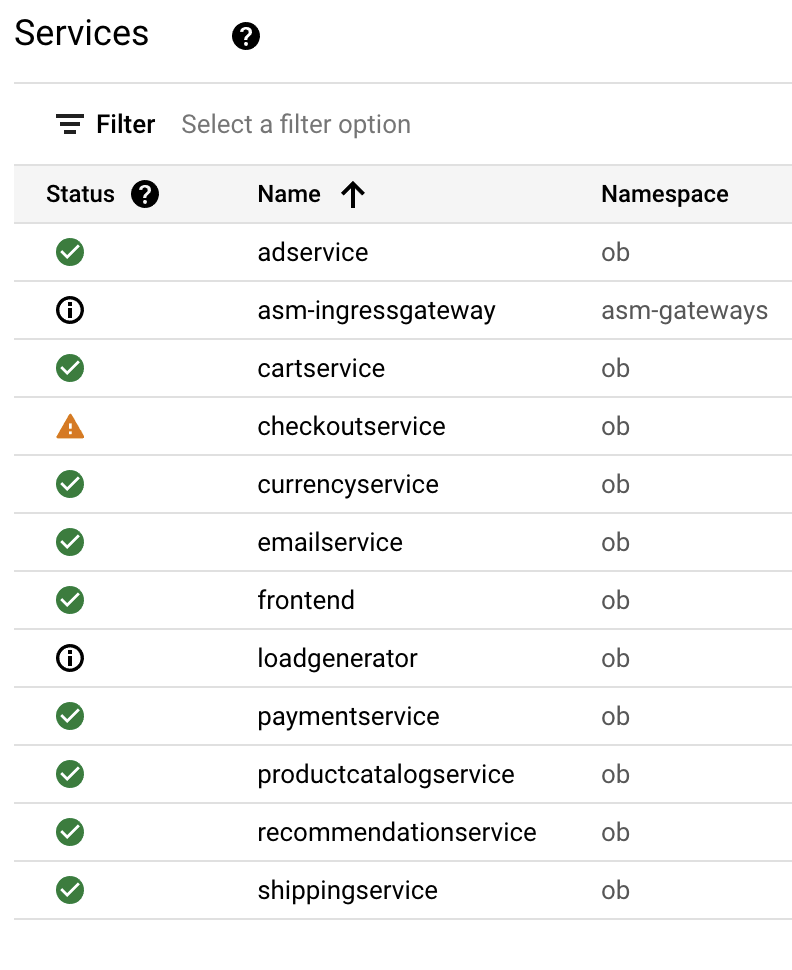 Services
Filter Select a filter option
Status Name Namespace
adservice ob
asm-ingressgateway asm-gateways
cartservice ob
checkoutservice ob
currencyservice ob
emailservice ob
frontend ob
loadgenerator ob
paymentservice ob
productcatalogservice ob
recommendationservice ob
shippingservice ob